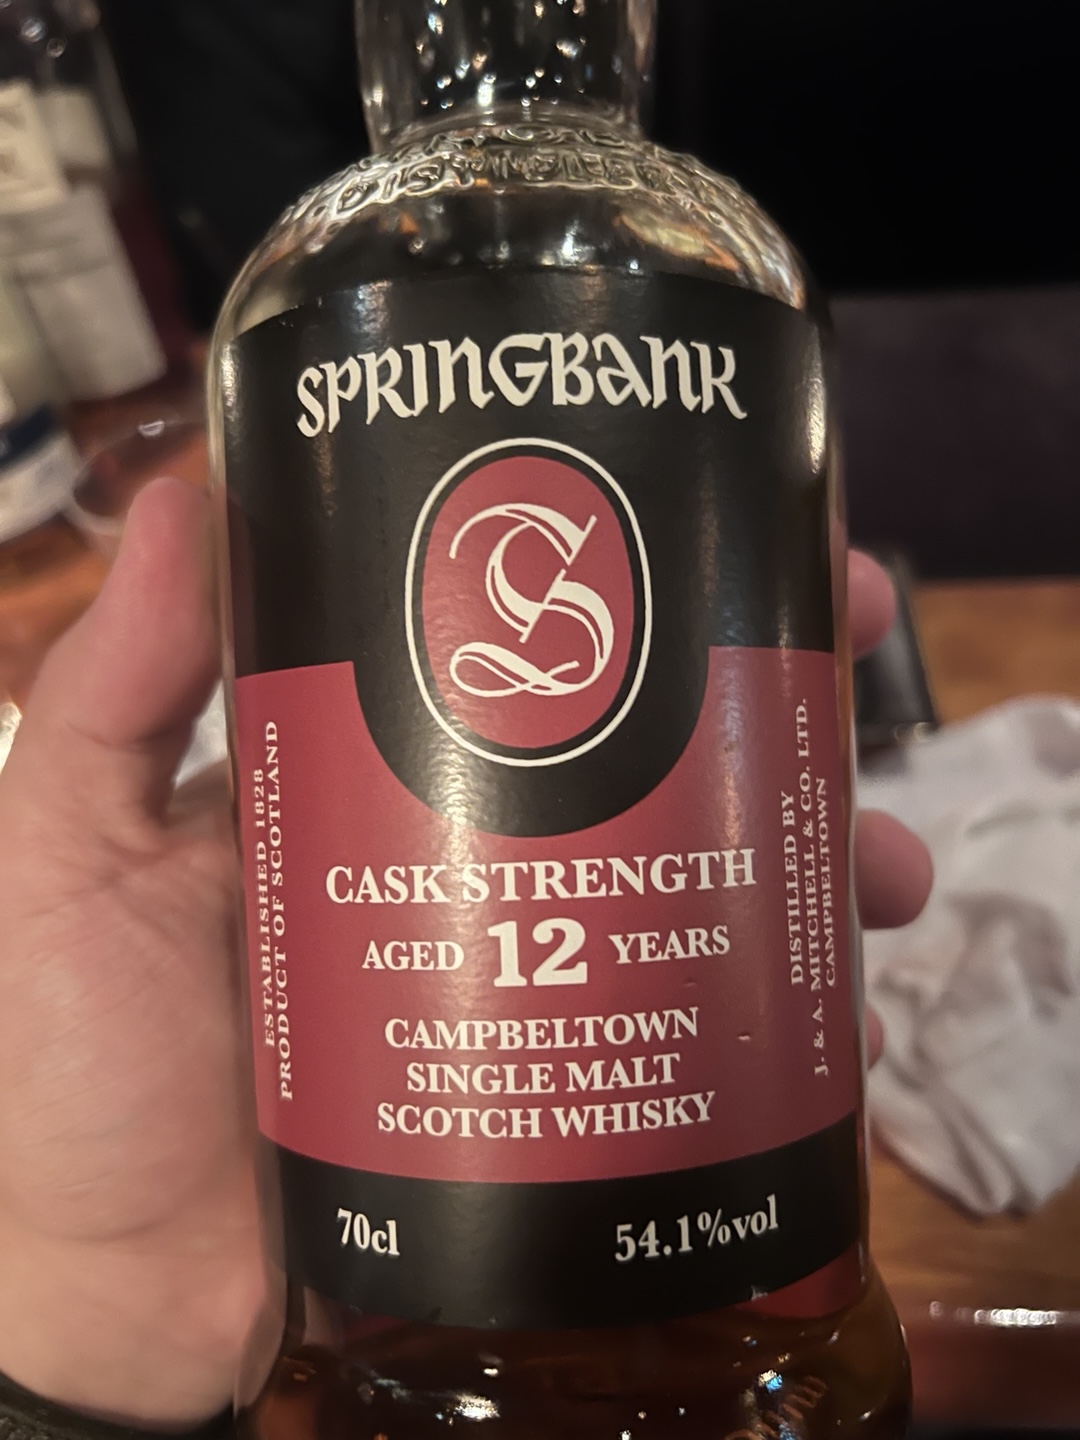 SPRINGBANK
S
CASK STRENGTH
AGED 12 YEARS
CAMPBELTOWN
SINGLE MALT
SCOTCH WHISKY
70cl
54.1%vol
ESTABLISHED 1828
PRODUCT OF SCOTLAND
DISTILLED BY
J. & A. MITCHELL & CO. LTD.
CAMPBELTOWN